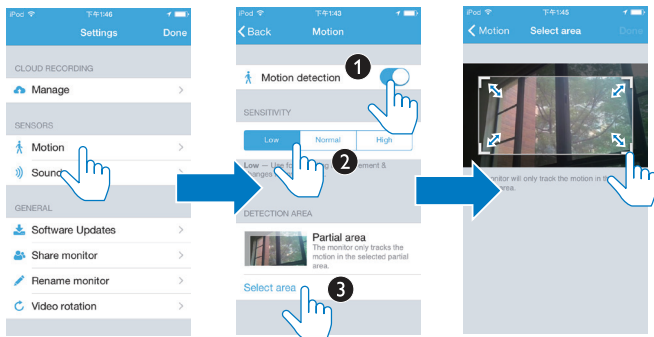 iPod 下午1:46
Settings Done
CLOUD RECORDING
Manage
SENSORS
Motion
Sound
GENERAL
Software Updates
Share monitor
Rename monitor
Video rotation
iPod 下午1:43
Back Motion
Motion detection 1
SENSITIVITY
Low Normal High
2
Low — Use &
DETECTION AREA
Partial area
The monitor only tracks the
motion in the selected partial
area.
Select area 3
iPod 下午1:45
Motion Select area Done
will only track the motion in
area.